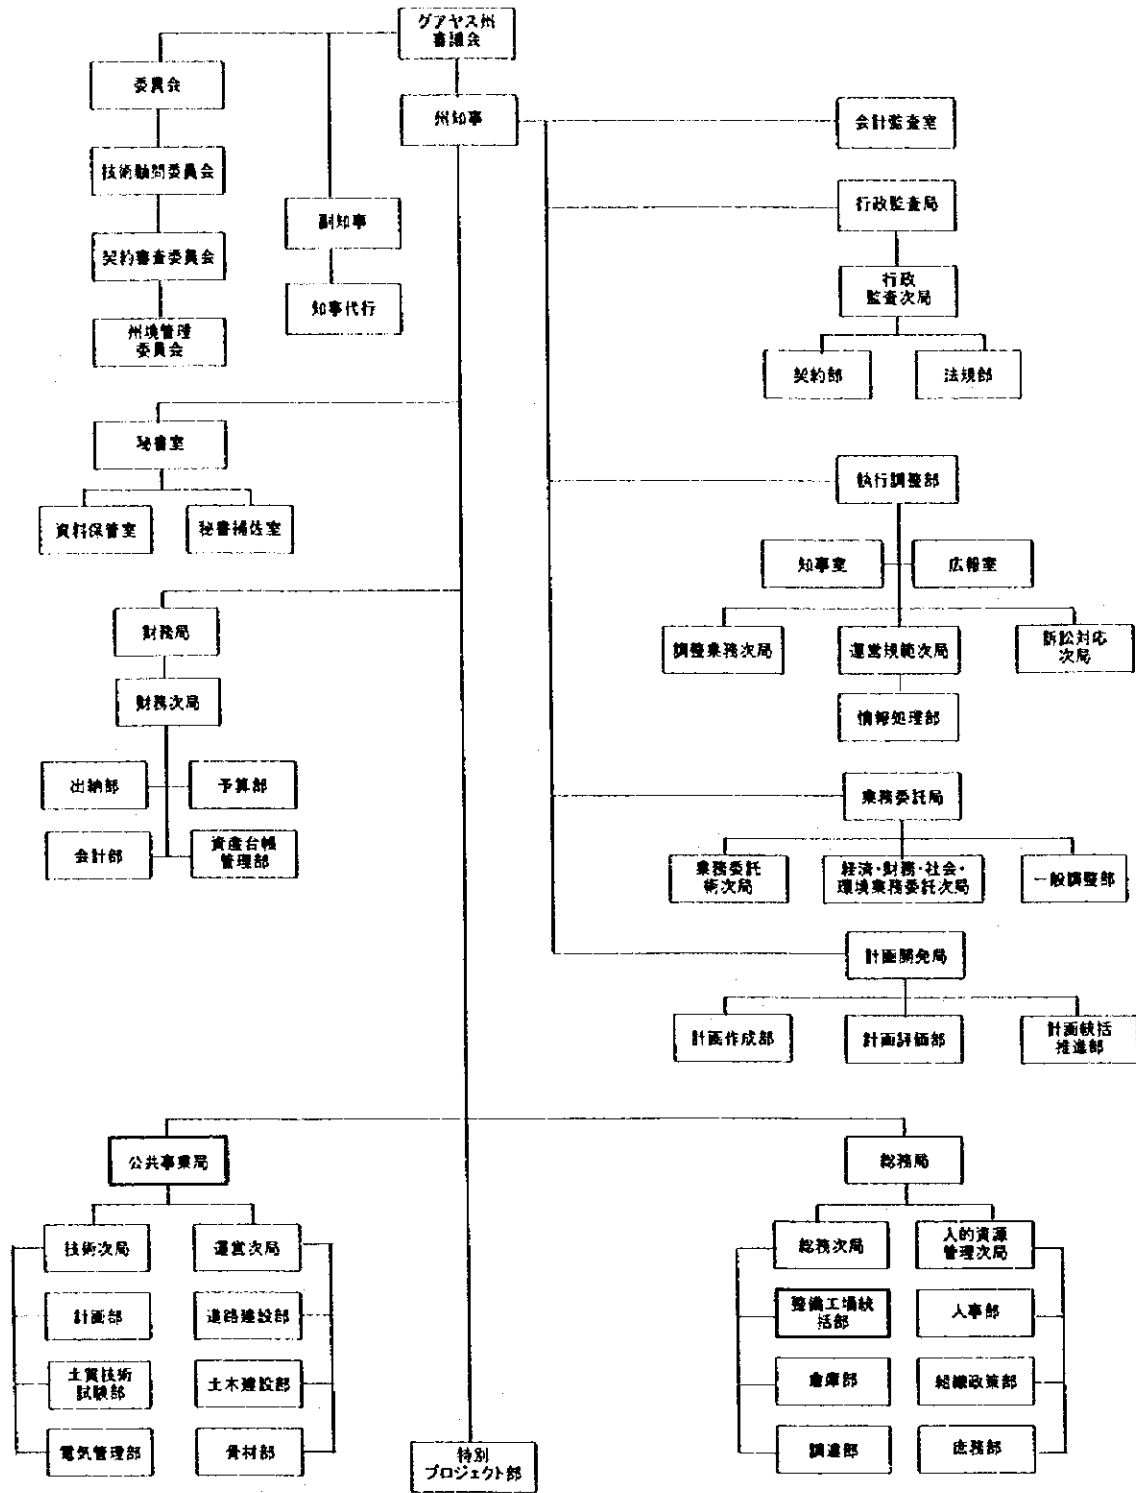 グアヤス州
審議会
委員会
州知事
会計監査室
技術顧問委員会
行政監査局
副知事
契約審査委員会
行政
監査次局
知事代行
州境管理
委員会
契約部
法規部
秘書室
執行調整部
資料保管室
秘書補佐室
知事室
広報室
財務局
調整業務次局
運営規範次局
訴訟対応
次局
財務次局
情報処理部
出納部
予算部
業務委託局
会計部
資産台帳
管理部
業務委託
術次局
経済・財務・社会・
環境業務委託次局
一般調整部
計画開発局
計画作成部
計画評価部
計画統括
推進部
公共事業局
総務局
技術次局
運営次局
総務次局
人的資源
管理次局
計画部
道路建設部
整備工場統
括部
人事部
土質技術
試験部
土木建設部
倉庫部
組織政策部
電気管理部
骨材部
特別
プロジェクト部
調達部
庶務部